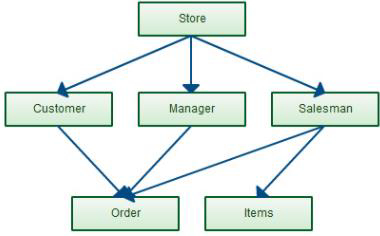 Store
Customer
Manager
Salesman
Order
Items